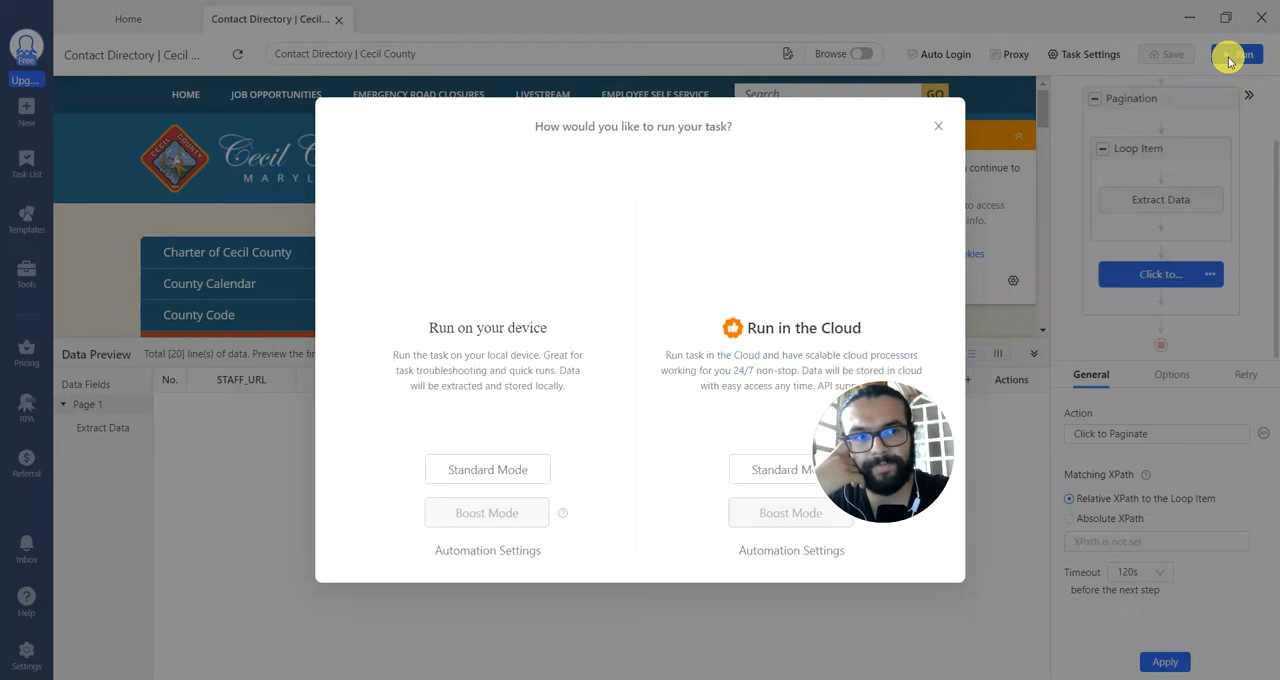 Home
Contact Directory | Cecil...
Free
Upg...
New
Task List
Templates
Tools
Pricing
RPA
Referral
Inbox
Help
Settings
Contact Directory | Cecil ...
Contact Directory | Cecil County
Browse
Auto Login
Proxy
Task Settings
Save
HOME
JOB OPPORTUNITIES
EMERGENCY ROAD CLOSURES
LIVESTREAM
EMPLOYEE SELF SERVICE
Search...
GO
CECIL
COUNTY
Cecil C
MARYL
Charter of Cecil County
County Calendar
County Code
continue to
to access
info.
kies
How would you like to run your task?
Run on your device
Run the task on your local device. Great for
task troubleshooting and quick runs. Data
will be extracted and stored locally.
Standard Mode
Boost Mode
Automation Settings
Run in the Cloud
Run task in the Cloud and have scalable cloud processors
working for you 24/7 non-stop. Data will be stored in cloud
with easy access any time. API supp
Standard M
Boost Mode
Automation Settings
Pagination
Loop Item
Extract Data
Click to...
Data Preview
Total [20] line(s) of data. Preview the fir
Data Fields
Page 1
Extract Data
No.
STAFF_URL
Actions
General
Options
Retry
Action
Click to Paginate
Matching XPath
Relative XPath to the Loop Item
Absolute XPath
XPath is not set
Timeout
120s
before the next step
Apply